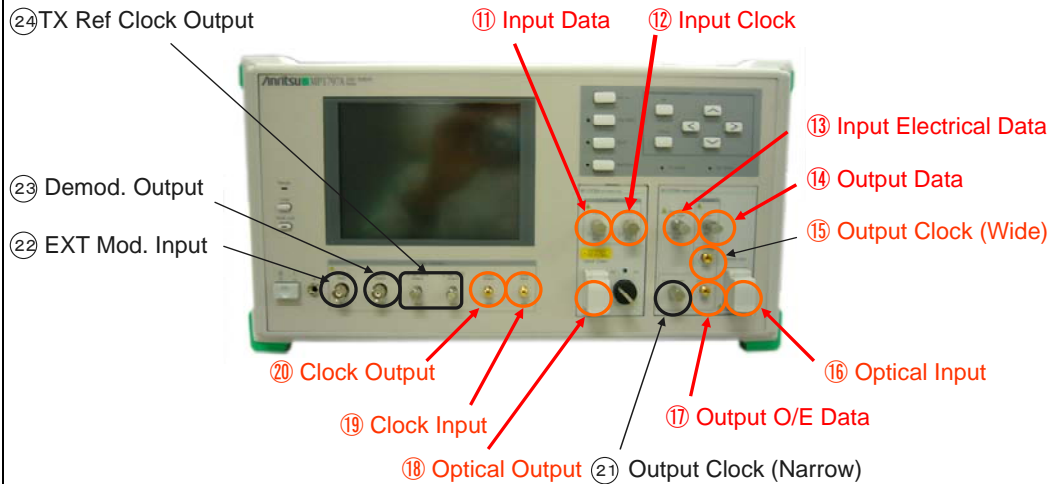 ㉔TX Ref Clock Output
⑪ Input Data
⑫ Input Clock
Anritsu MP1797A
⑬ Input Electrical Data
㉓ Demod. Output
⑭ Output Data
㉒ EXT Mod. Input
⑮ Output Clock (Wide)
⑳ Clock Output
⑯ Optical Input
⑲ Clock Input
⑰ Output O/E Data
⑱ Optical Output
㉑ Output Clock (Narrow)